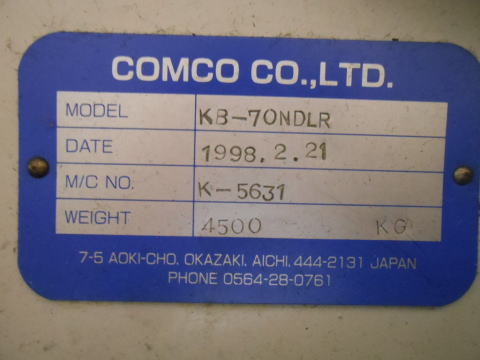 COMCO CO.,LTD.
MODEL KB-70NDLR
DATE 1998.2.21
M/C NO. K-5631
WEIGHT 4500 KG
7-5 AOKI-CHO, OKAZAKI, AICHI, 444-2131 JAPAN
PHONE 0564-28-0761